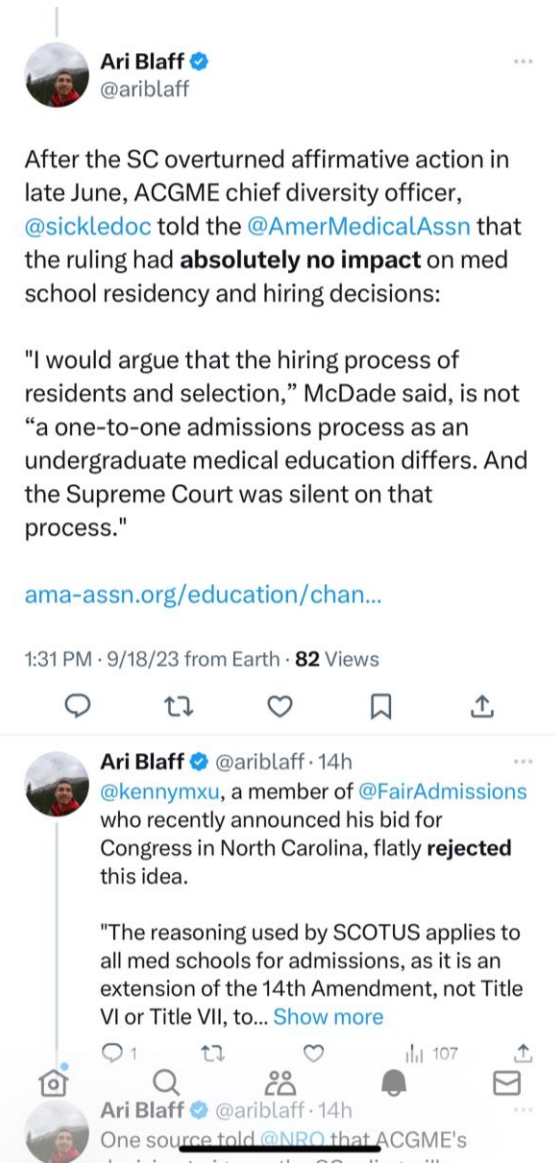 Ari Blaff
@ariblaff
After the SC overturned affirmative action in
late June, ACGME chief diversity officer,
@sickledoc told the @AmerMedicalAssn that
the ruling had absolutely no impact on med
school residency and hiring decisions:
"I would argue that the hiring process of
residents and selection,” McDade said, is not
“a one-to-one admissions process as an
undergraduate medical education differs. And
the Supreme Court was silent on that
process."
ama-assn.org/education/chan...
1:31 PM · 9/18/23 from Earth · 82 Views
Ari Blaff @ariblaff · 14h
@kennymxu, a member of @FairAdmissions
who recently announced his bid for
Congress in North Carolina, flatly rejected
this idea.
"The reasoning used by SCOTUS applies to
all med schools for admissions, as it is an
extension of the 14th Amendment, not Title
VI or Title VII, to... Show more
1 107
Ari Blaff @ariblaff · 14h
One source told @NRO that ACGME's